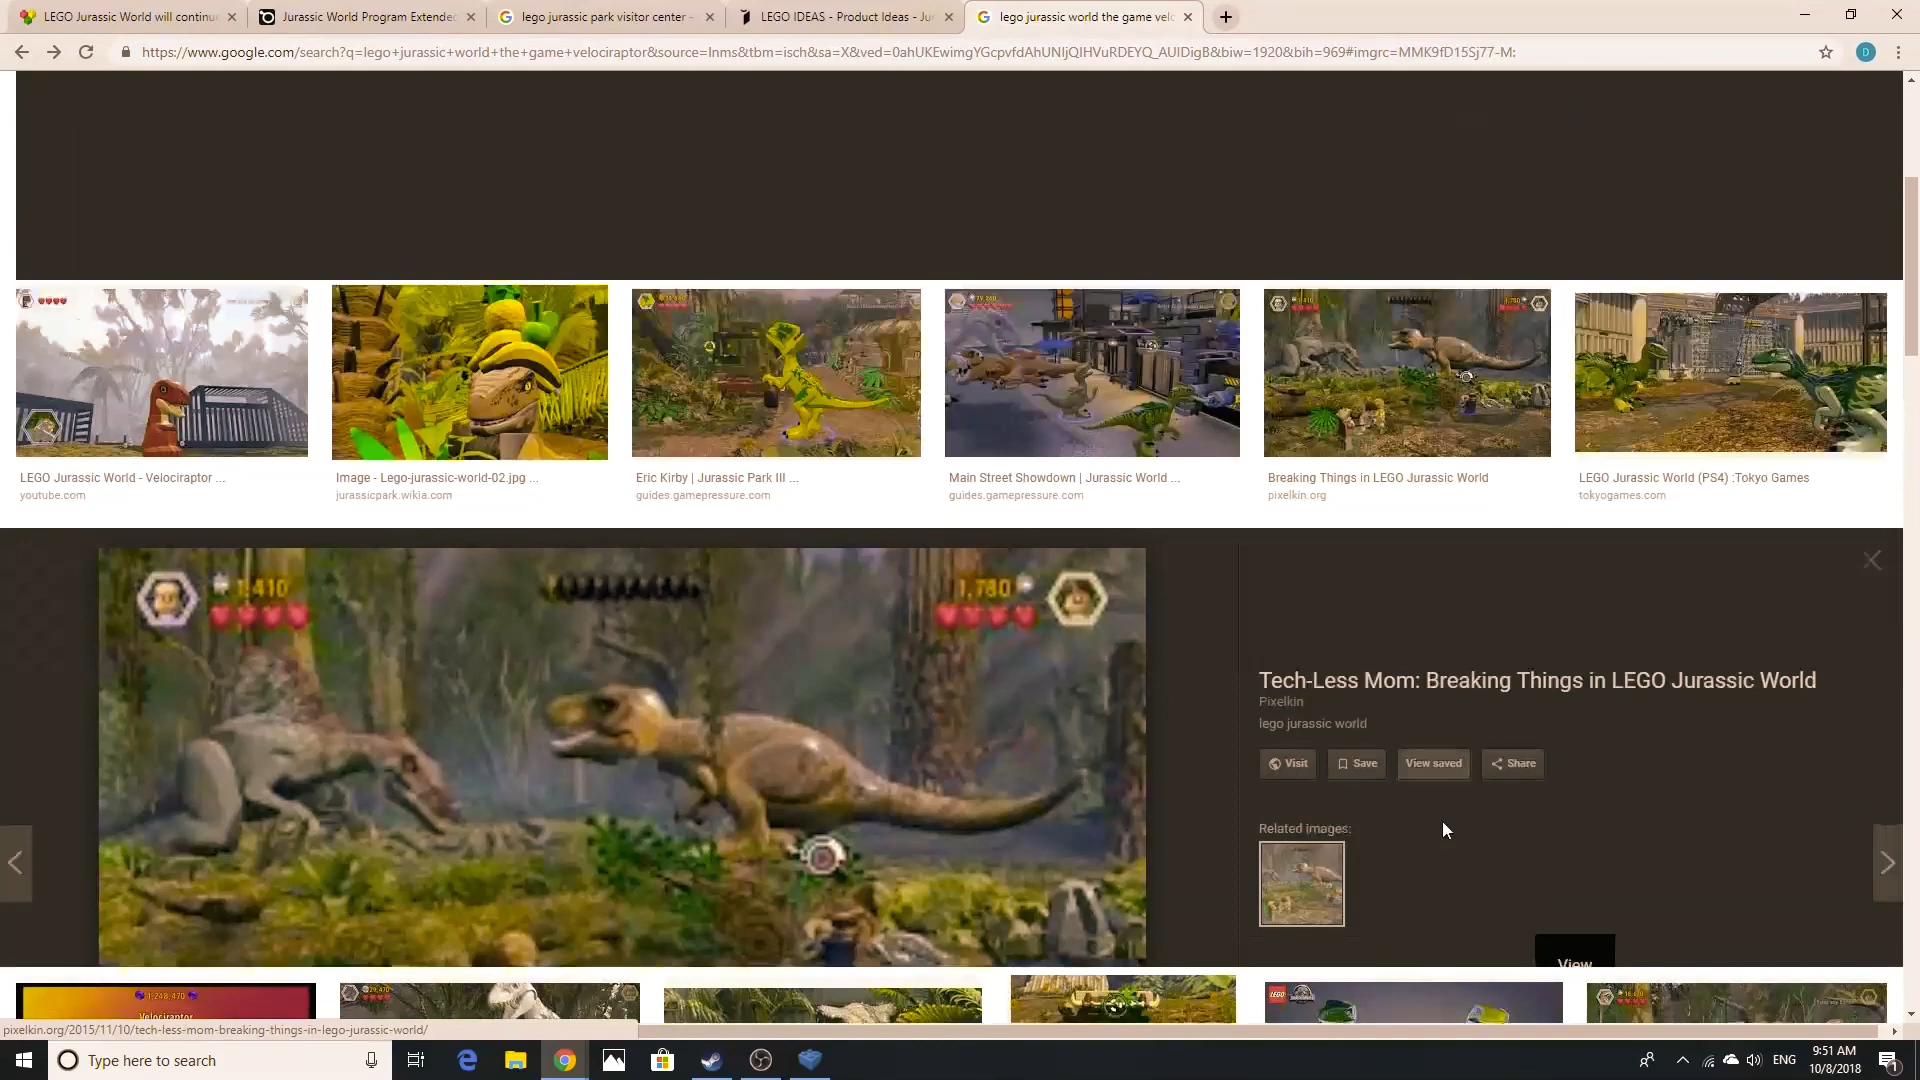 LEGO Jurassic World will continu
Jurassic World Program Extended
lego jurassic park visitor center -
LEGO IDEAS - Product Ideas - Ju
lego jurassic world the game velo
https://www.google.com/search?q=lego+jurassic+world+the+game+velociraptor&source=lnms&tbm=isch&sa=X&ved=0ahUKEwimgYGcpvfdAhUNIjQIHVuRDEYQ_AUIDigB&biw=1920&bih=969#imgrc=MMK9fD15Sj77-M:
D
LEGO Jurassic World - Velociraptor ...
youtube.com
Image - Lego-jurassic-world-02.jpg ...
jurassicpark.wikia.com
Eric Kirby | Jurassic Park III ...
guides.gamepressure.com
Main Street Showdown | Jurassic World ...
guides.gamepressure.com
Breaking Things in LEGO Jurassic World
pixelkin.org
LEGO Jurassic World (PS4) :Tokyo Games
tokyogames.com
1,410
1,780
Tech-Less Mom: Breaking Things in LEGO Jurassic World
Pixelkin
lego jurassic world
Visit
Save
View saved
Share
Related images:
View
1,248,470
Velociraptor
LEGO
pixelkin.org/2015/11/10/tech-less-mom-breaking-things-in-lego-jurassic-world/
Type here to search
ENG
9:51 AM
10/8/2018
1